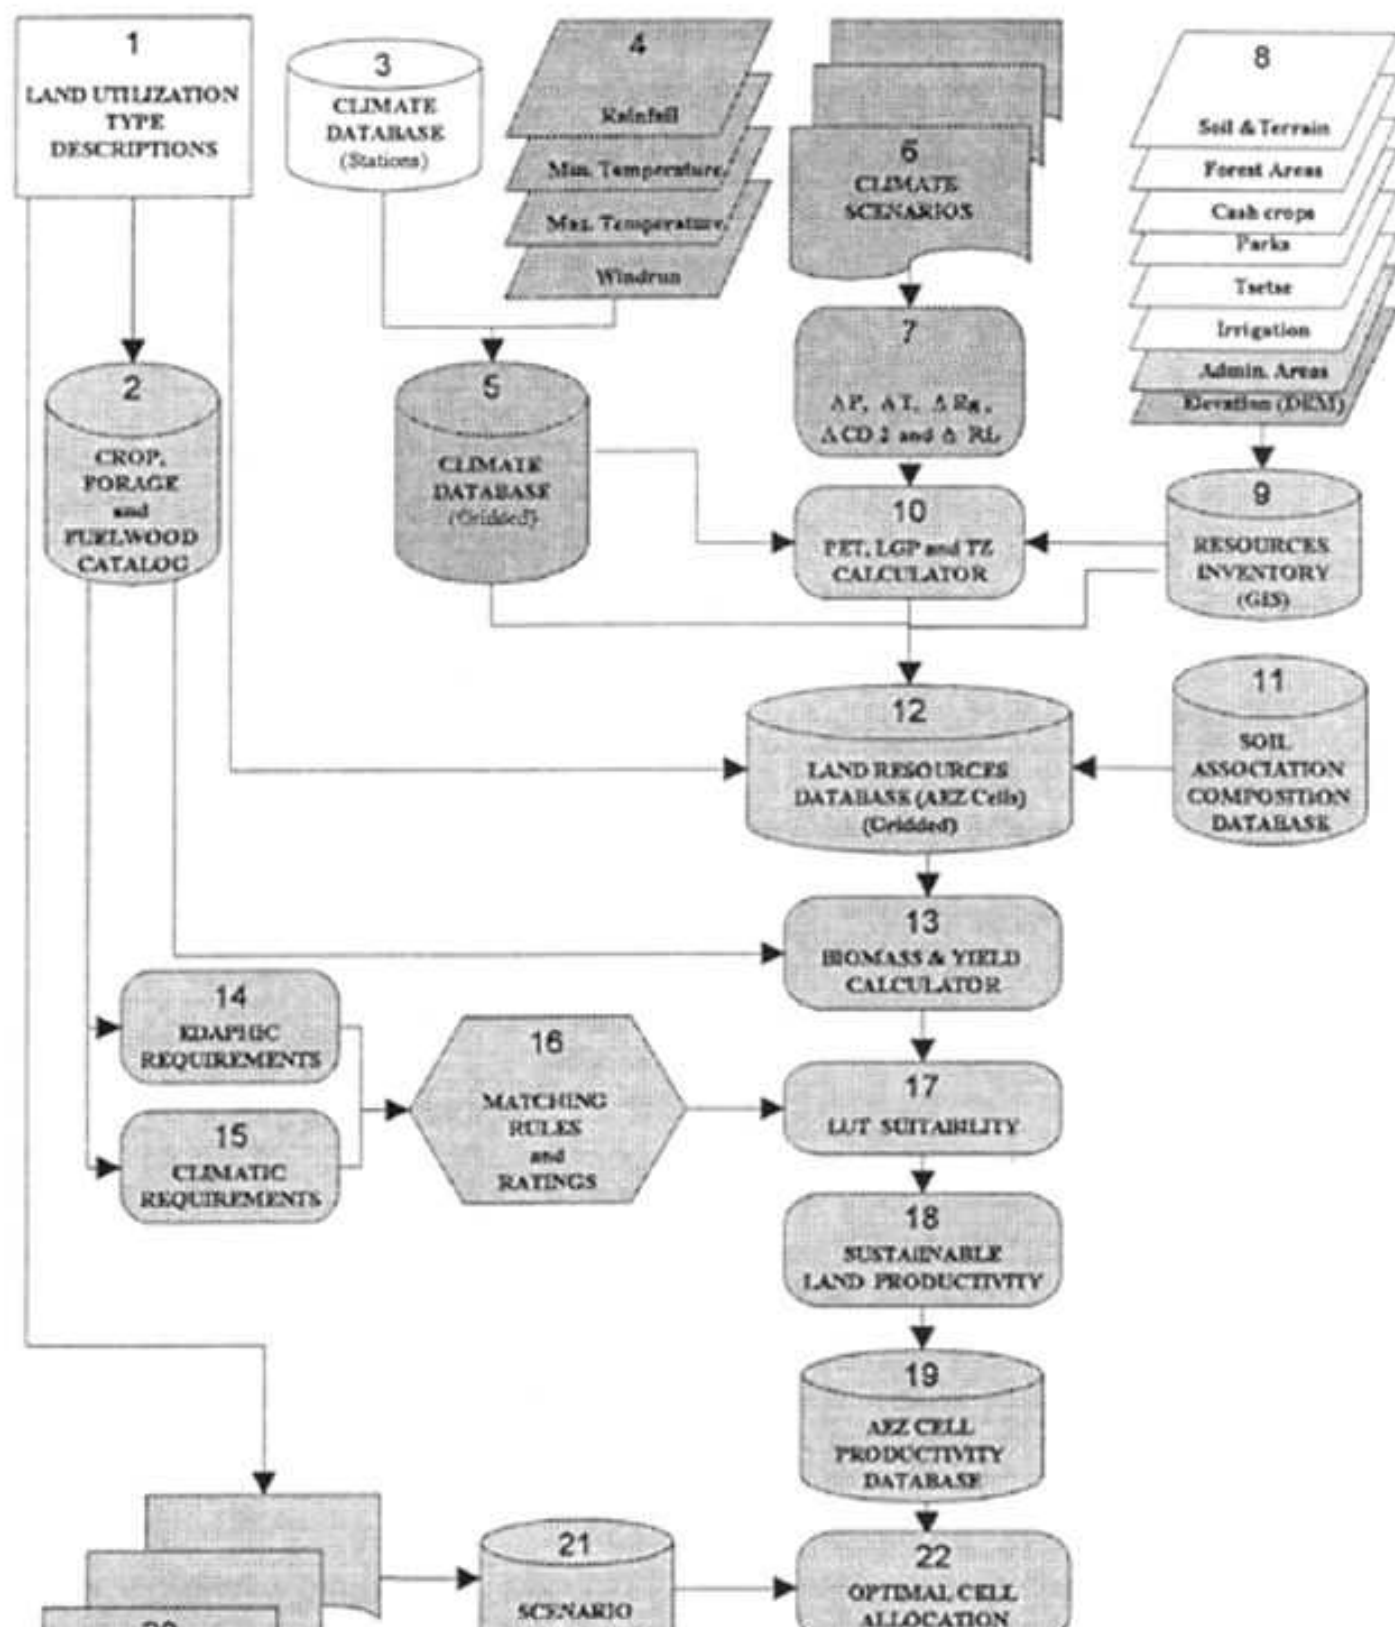 1
LAND UTILIZATION
TYPE
DESCRIPTIONS
3
CLIMATE
DATABASE
(Stations)
4
Rainfall
Min. Temperature.
Max. Temperature.
Windrun
6
CLIMATE
SCENARIOS
8
Soil & Terrain
Forest Areas
Cash crops
Parks
Tsetse
Irrigation
Admin. Areas
Elevation (DEM)
2
CROP,
FORAGE
and
FUELWOOD
CATALOG
5
CLIMATE
DATABASE
(Gridded)
7
Δ P, Δ T, Δ Rg,
Δ CO 2 and Δ RL
10
PET, LGP and TZ
CALCULATOR
9
RESOURCES
INVENTORY
(GIS)
12
LAND RESOURCES
DATABASE (AEZ Cells)
(Gridded)
11
SOIL
ASSOCIATION
COMPOSITION
DATABASE
13
BIOMASS & YIELD
CALCULATOR
14
EDAPHIC
REQUIREMENTS
15
CLIMATIC
REQUIREMENTS
16
MATCHING
RULES
and
RATINGS
17
LUT SUITABILITY
18
SUSTAINABLE
LAND PRODUCTIVITY
19
AEZ CELL
PRODUCTIVITY
DATABASE
20
21
SCENARIO
22
OPTIMAL CELL
ALLOCATION